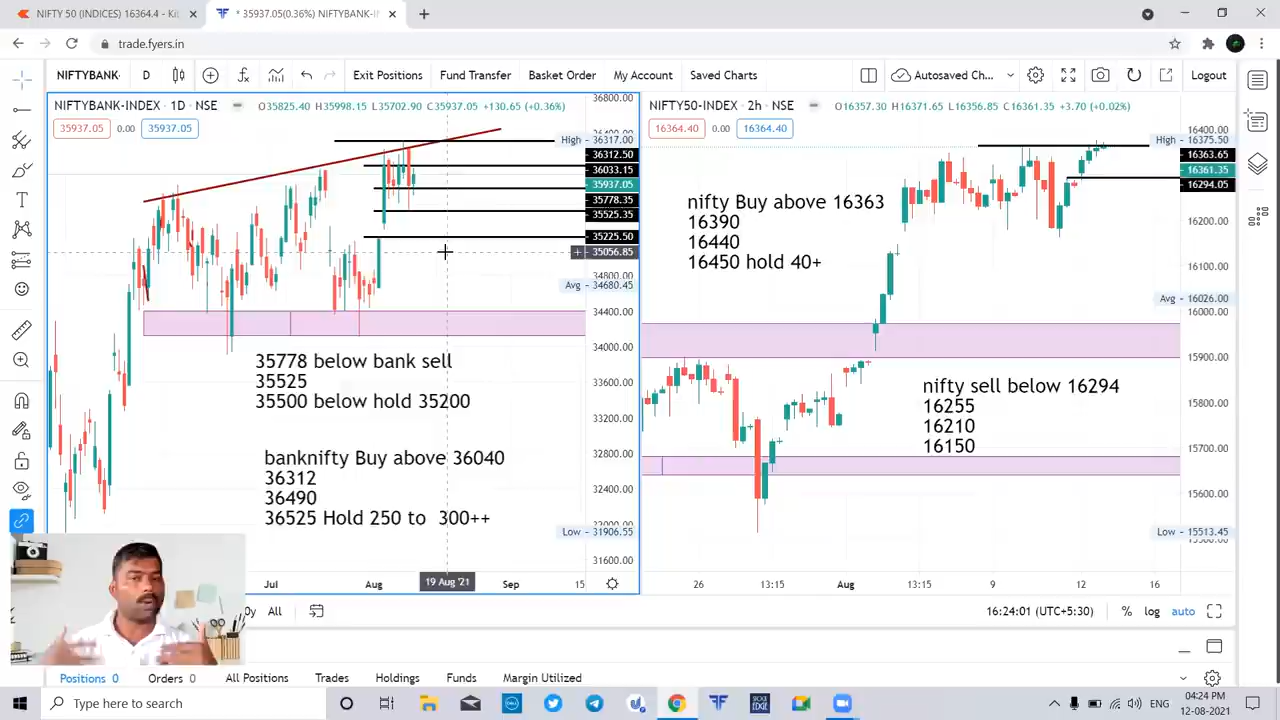 NIFTY 50 (INDICES) 16364.4 - Ki
* 35937.05(0.36%) NIFTYBANK-IN
trade.fyers.in
NIFTYBANK- D Exit Positions Fund Transfer Basket Order My Account Saved Charts Autosaved Ch... Logout
NIFTYBANK-INDEX · 1D · NSE O35825.40 H35998.15 L35702.90 C35937.05 +130.65 (+0.36%)
35937.05 0.00 35937.05
36800.00
High - 36317.00
36312.50
36033.15
35937.05
35778.35
35525.35
35225.50
+ 35056.85
34800.00
Avg - 34680.45
34400.00
34000.00
33600.00
33200.00
32800.00
32400.00
Low - 31906.55
31600.00
35778 below bank sell
35525
35500 below hold 35200
banknifty Buy above 36040
36312
36490
36525 Hold 250 to 300++
Jul Aug 19 Aug '21 Sep 15
NIFTY50-INDEX · 2h · NSE O16357.30 H16371.65 L16356.85 C16361.35 +3.70 (+0.02%)
16364.40 0.00 16364.40
16400.00
High - 16375.50
16363.65
16361.35
16294.05
16200.00
16100.00
Avg - 16026.00
16000.00
15900.00
15800.00
15700.00
15600.00
Low - 15513.45
nifty Buy above 16363
16390
16440
16450 hold 40+
nifty sell below 16294
16255
16210
16150
26 13:15 Aug 13:15 9 12 16
All 16:24:01 (UTC+5:30) % log auto
Positions 0 Orders 0 All Positions Trades Holdings Funds Margin Utilized
Type here to search
ENG
04:24 PM
12-08-2021